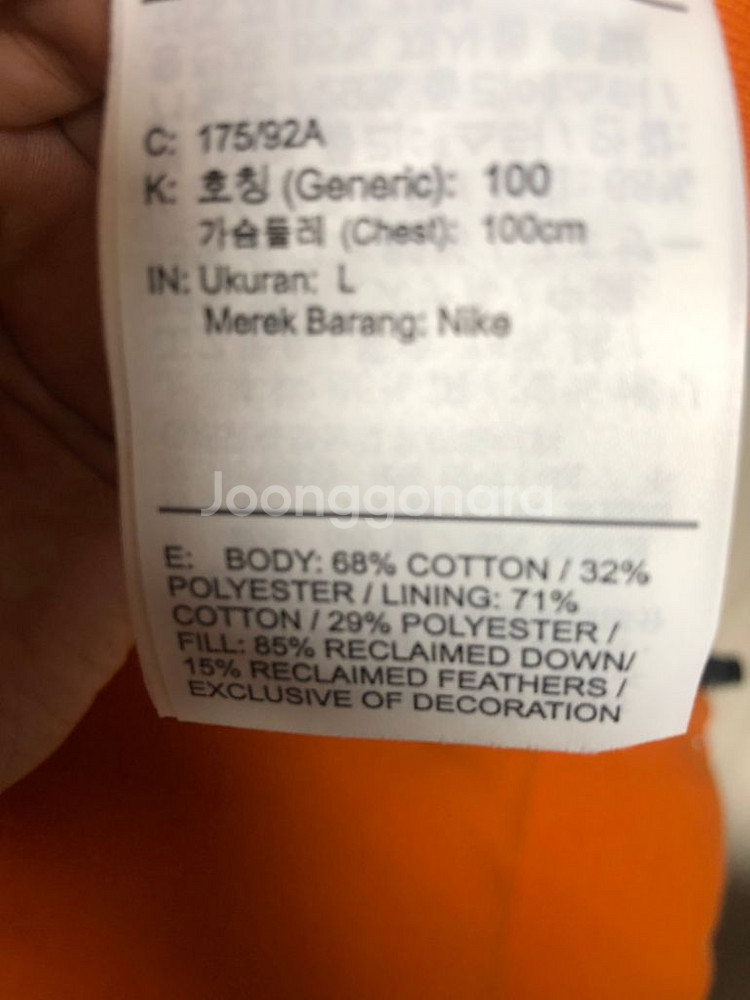 C: 175/92A
K: 호칭 (Generic): 100
가슴둘레 (Chest): 100cm
IN: Ukuran: L
Merek Barang: Nike
Joonggonara
E: BODY: 68% COTTON / 32%
POLYESTER / LINING: 71%
COTTON / 29% POLYESTER /
FILL: 85% RECLAIMED DOWN/
15% RECLAIMED FEATHERS /
EXCLUSIVE OF DECORATION